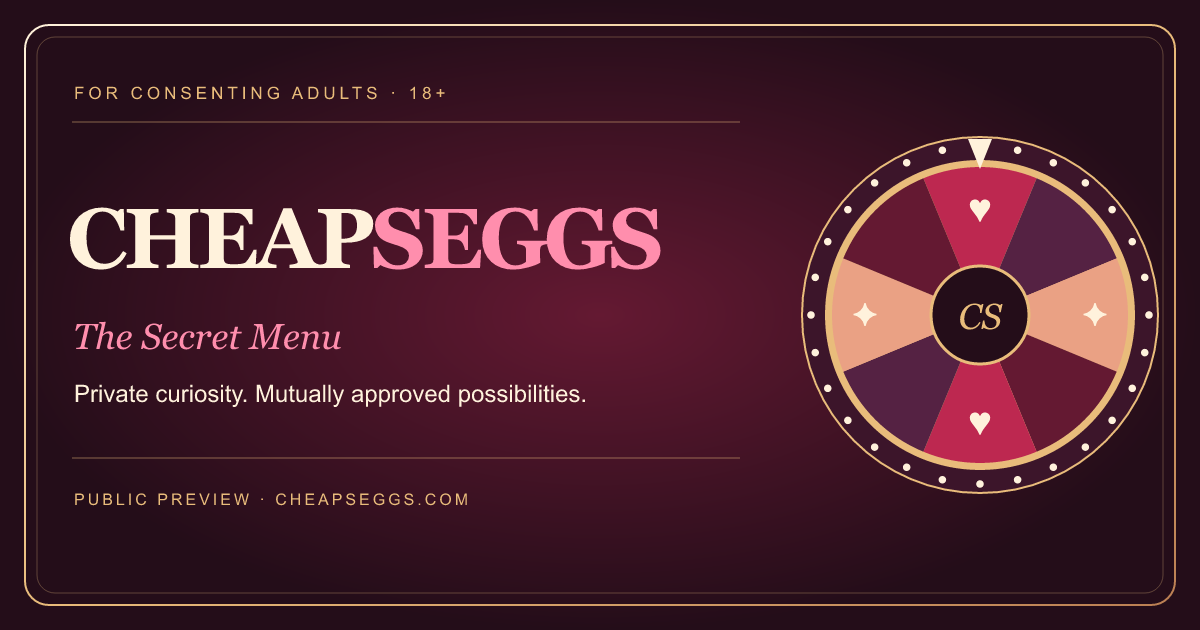 FOR CONSENTING ADULTS · 18+
CHEAPSEGGS
The Secret Menu
Private curiosity. Mutually approved possibilities.
PUBLIC PREVIEW · CHEAPSEGGS.COM
CS